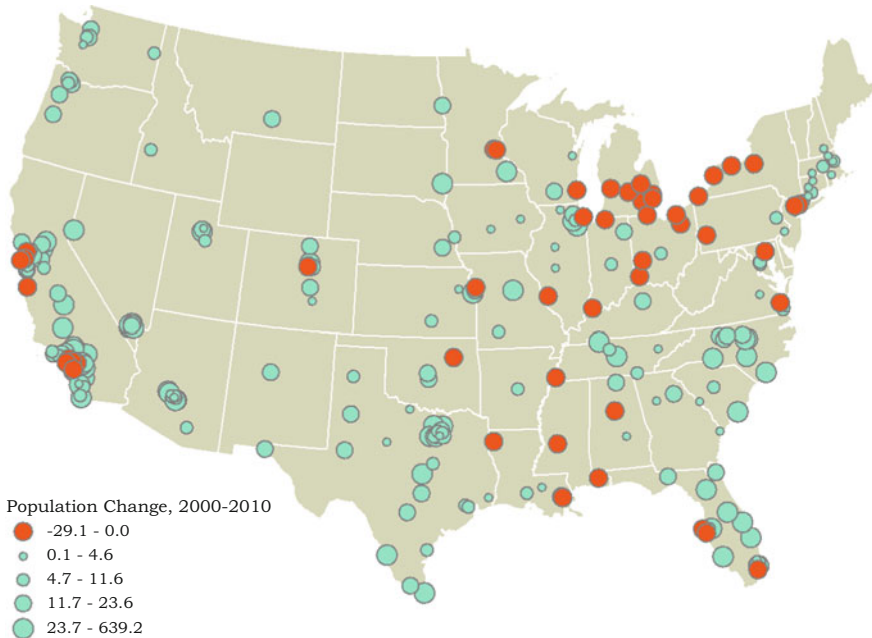 Population Change, 2000-2010
-29.1 - 0.0
0.1 - 4.6
4.7 - 11.6
11.7 - 23.6
23.7 - 639.2